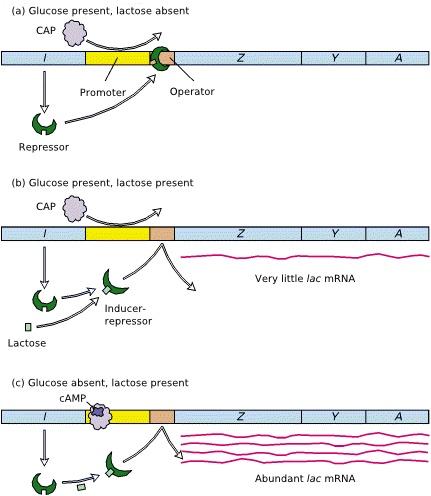 (a) Glucose present, lactose absent
CAP
I Z Y A
Promoter Operator
Repressor
(b) Glucose present, lactose present
CAP
I Z Y A
Very little lac mRNA
Inducer-
repressor
Lactose
(c) Glucose absent, lactose present
cAMP
I Z Y A
Abundant lac mRNA